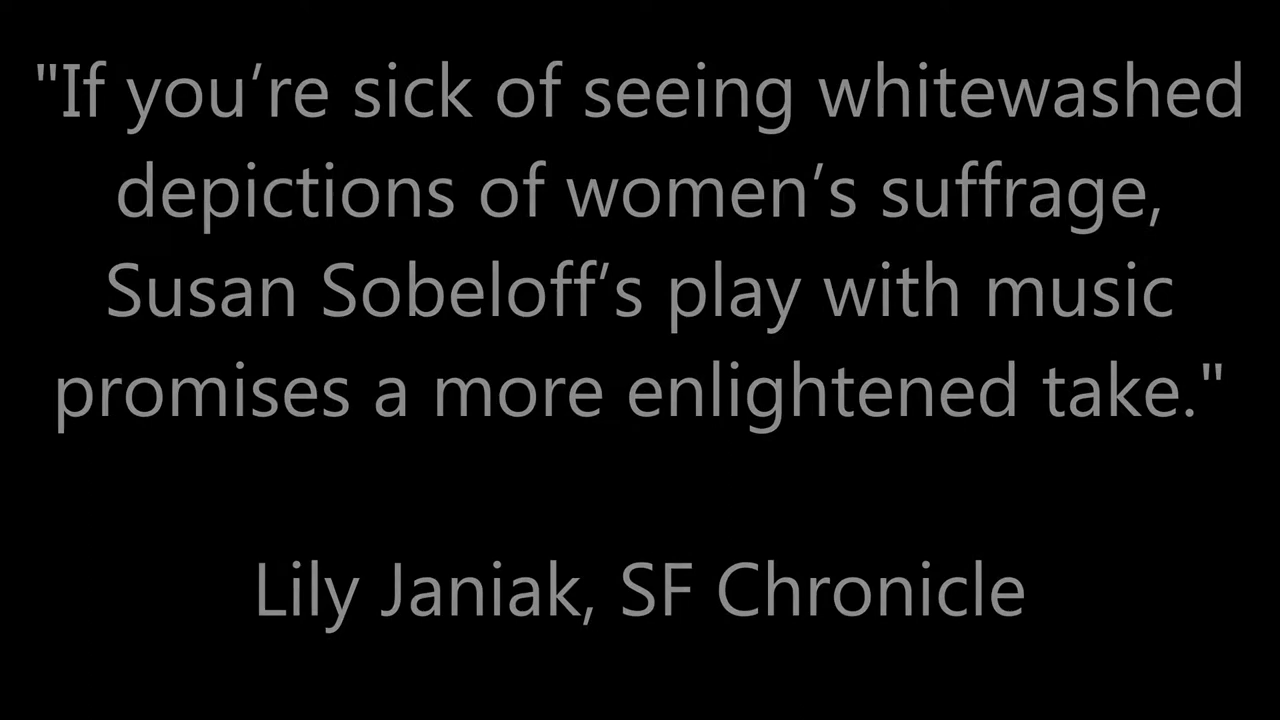 "If you’re sick of seeing whitewashed
depictions of women’s suffrage,
Susan Sobeloff’s play with music
promises a more enlightened take."
Lily Janiak, SF Chronicle